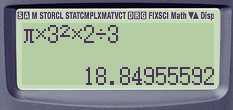 S A M STO RCL STAT CMPLX MAT VCT D R G FIX SCI Math ▼▲ Disp
π×3²×2÷3
18.84955592